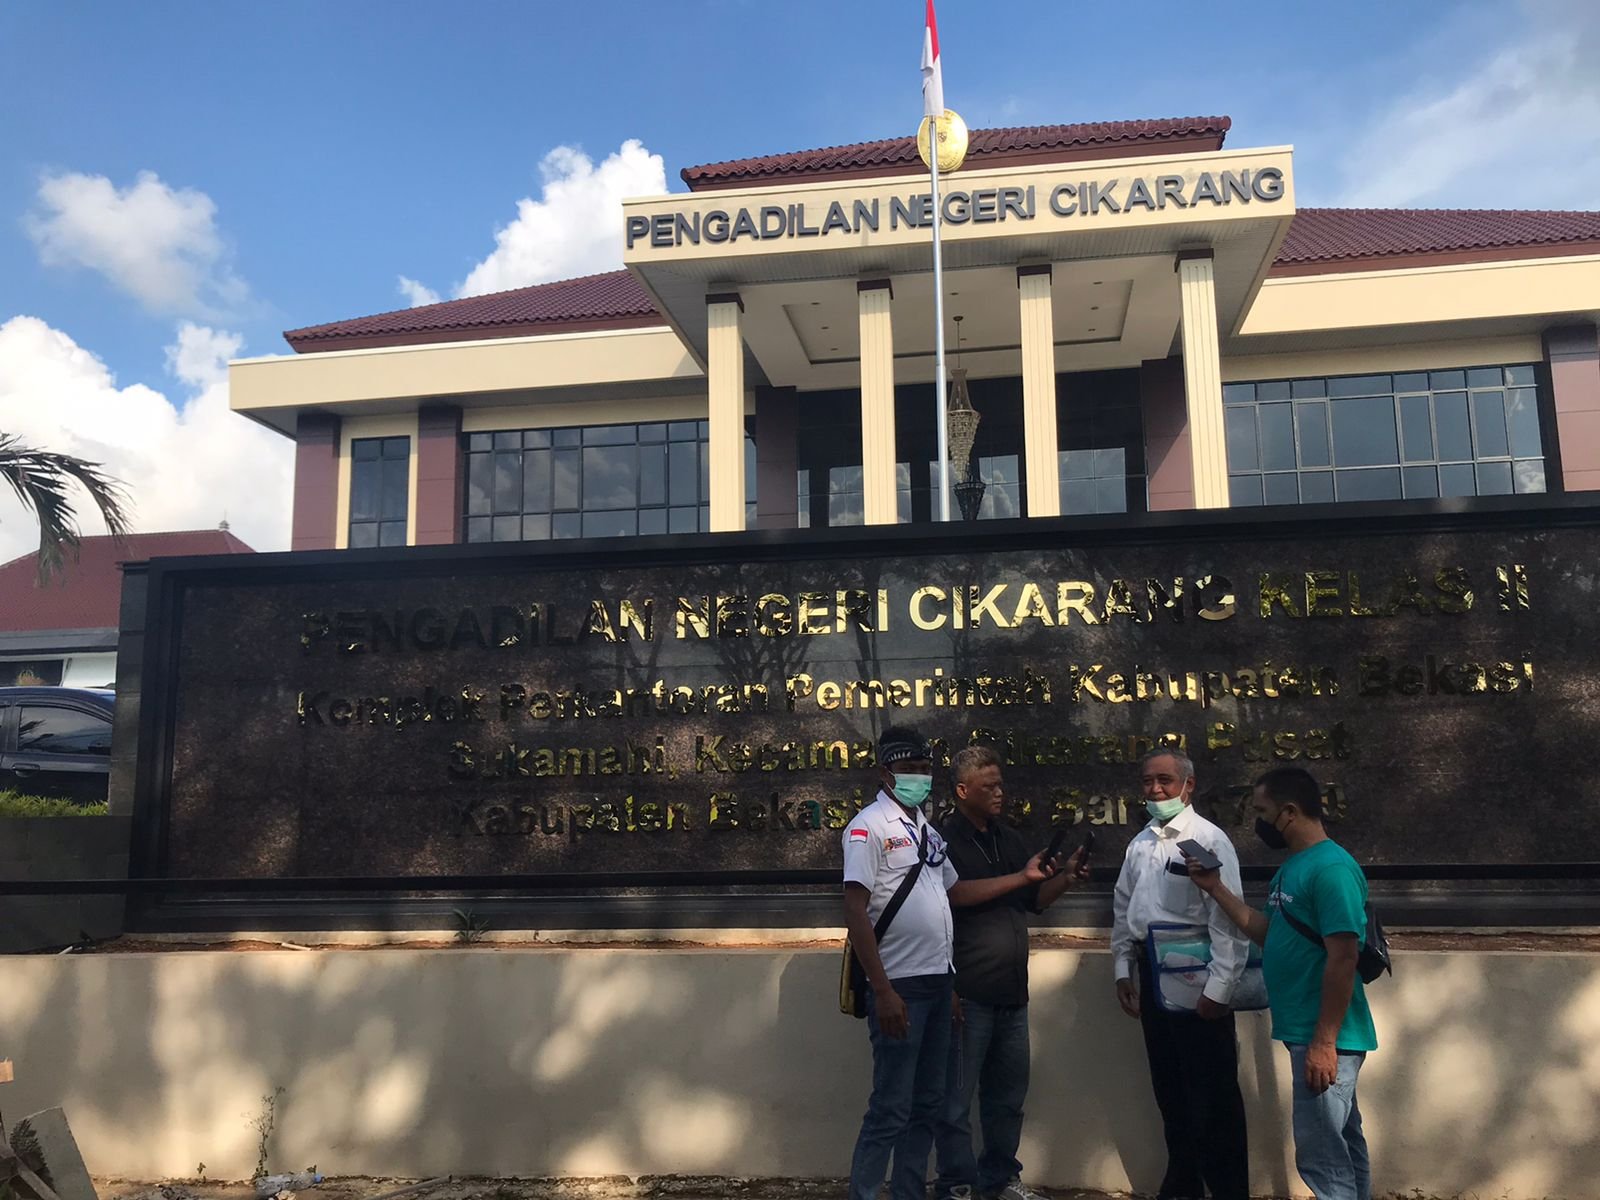 PENGADILAN NEGERI CIKARANG
PENGADILAN NEGERI CIKARANG KELAS II
Komplek Perkantoran Pemerintah Kabupaten Bekasi
Sukamahi, Kecamatan Cikarang Pusat
Kabupaten Bekasi